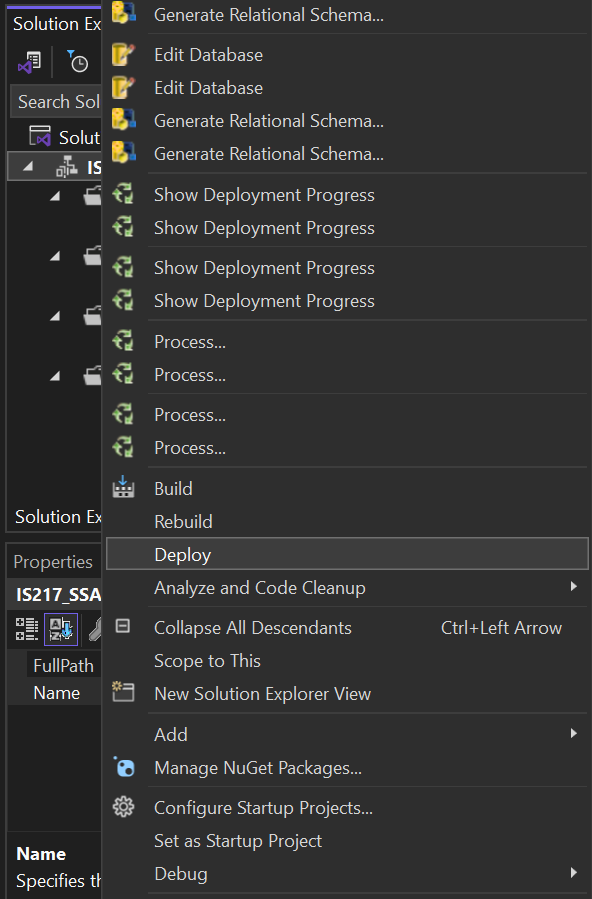 Solution Ex
Search Sol
Solut
IS
Solution Ex
Properties
IS217_SSA
FullPath
Name
Name
Specifies th
Generate Relational Schema...
Edit Database
Edit Database
Generate Relational Schema...
Generate Relational Schema...
Show Deployment Progress
Show Deployment Progress
Show Deployment Progress
Show Deployment Progress
Process...
Process...
Process...
Process...
Build
Rebuild
Deploy
Analyze and Code Cleanup
Collapse All Descendants Ctrl+Left Arrow
Scope to This
New Solution Explorer View
Add
Manage NuGet Packages...
Configure Startup Projects...
Set as Startup Project
Debug